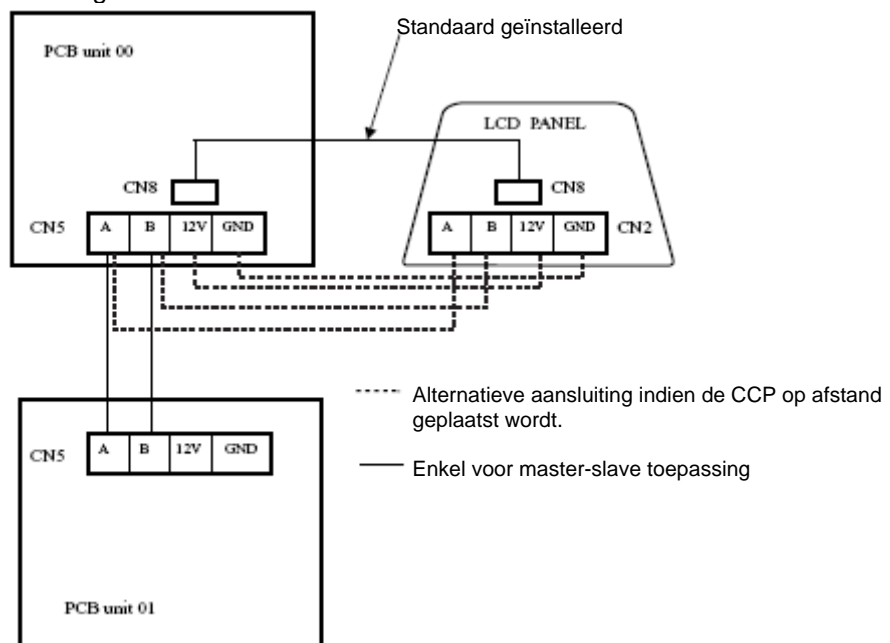 Standaard geïnstalleerd
PCB unit 00
LCD PANEL
CN8
CN8
CN5
A B 12V GND
A B 12V GND
CN2
Alternatieve aansluiting indien de CCP op afstand
geplaatst wordt.
CN5
A B 12V GND
Enkel voor master-slave toepassing
PCB unit 01